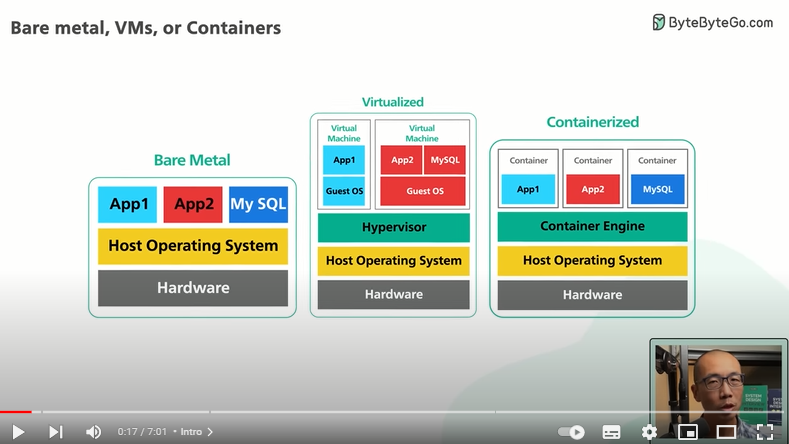 Bare metal, VMs, or Containers
ByteByteGo.com
Bare Metal
App1 App2 My SQL
Host Operating System
Hardware
Virtualized
Virtual
Machine
App1
Guest OS
Virtual
Machine
App2 MySQL
Guest OS
Hypervisor
Host Operating System
Hardware
Containerized
Container
App1
Container
App2
Container
MySQL
Container Engine
Host Operating System
Hardware
SYSTEM
DESIGN
0:17 / 7:01 • Intro